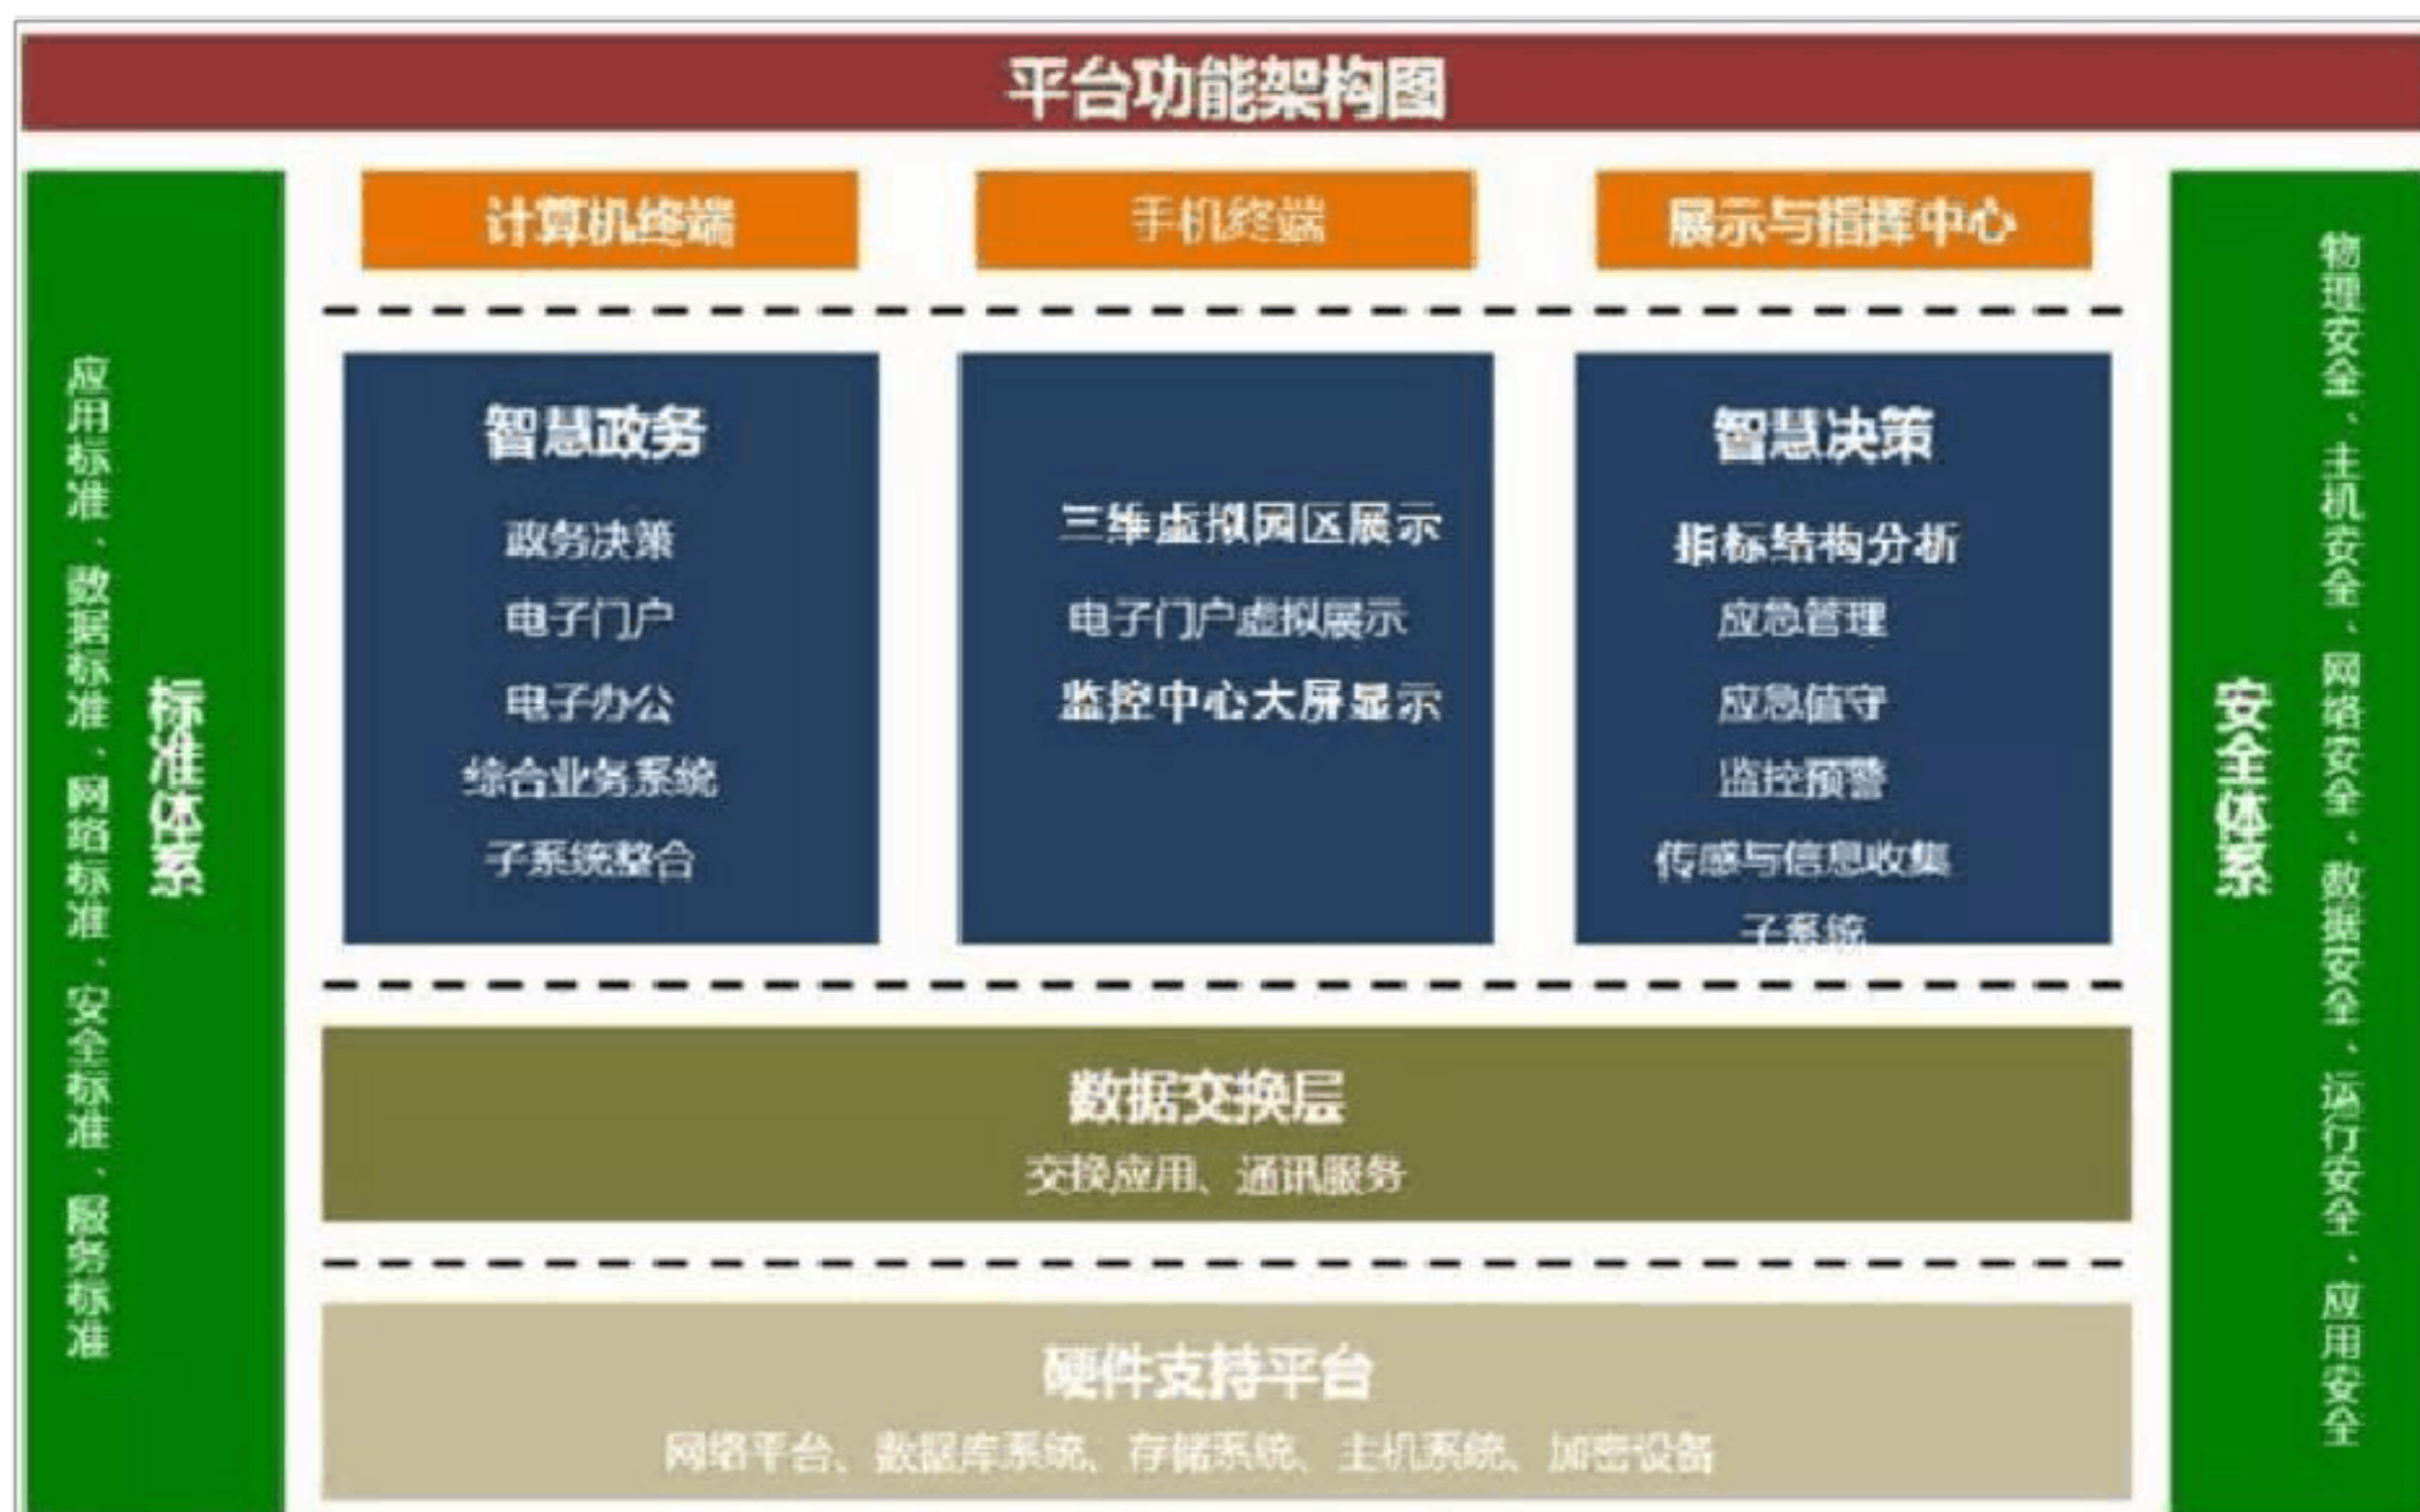 平台功能架构图
计算机终端
手机终端
展示与指挥中心
应用标准、数据标准、网络标准、安全标准、服务标准
标准体系
智慧政务
政务决策
电子门户
电子办公
综合业务系统
子系统整合
三维虚拟园区展示
电子门户虚拟展示
监控中心大屏显示
智慧决策
指标结构分析
应急管理
应急值守
监控预警
传感与信息收集
子系统
安全体系
物理安全、主机安全、网络安全、数据安全、运行安全、应用安全
数据交换层
交换应用、通讯服务
硬件支持平台
网络平台、数据库系统、存储系统、主机系统、加密设备